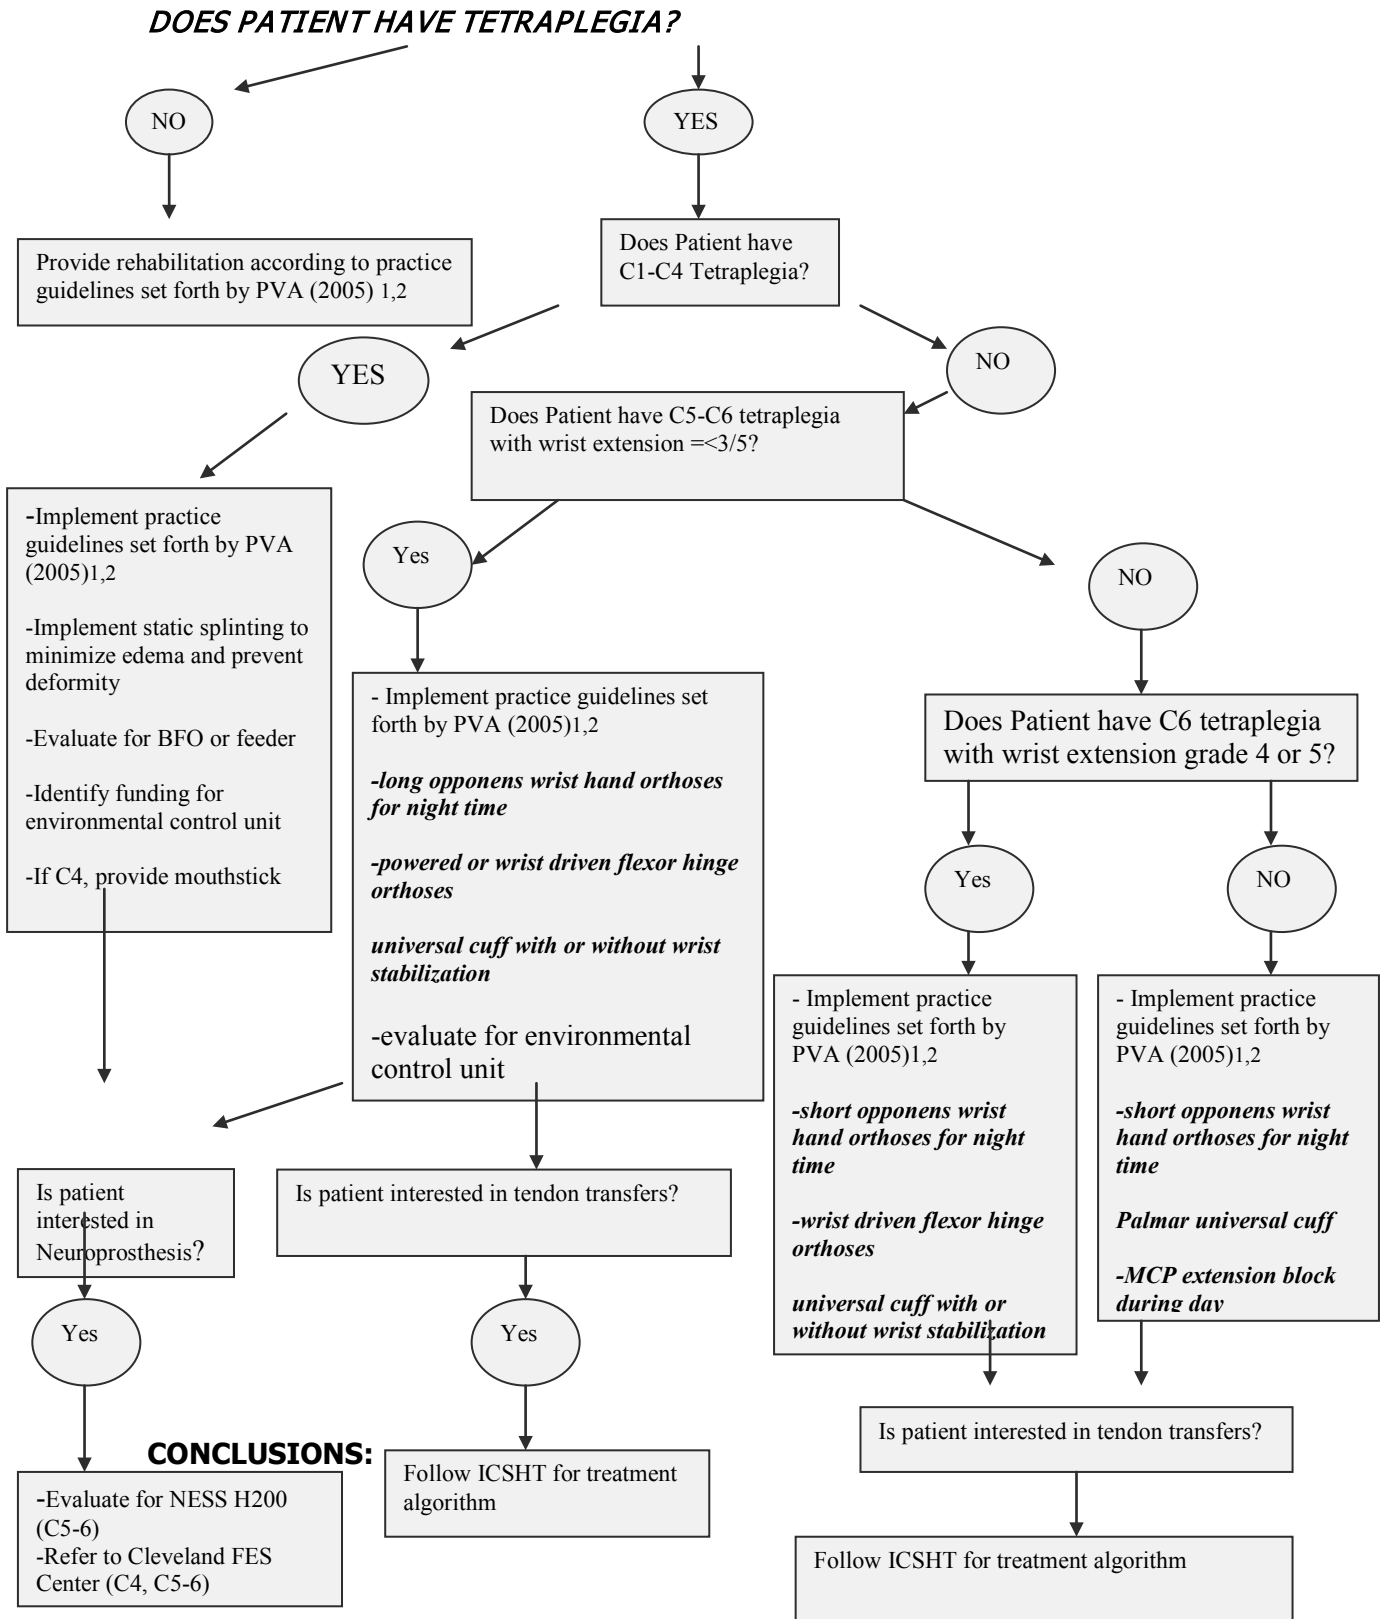 DOES PATIENT HAVE TETRAPLEGIA?
NO
YES
Provide rehabilitation according to practice
guidelines set forth by PVA (2005) 1,2
Does Patient have
C1-C4 Tetraplegia?
YES
NO
Does Patient have C5-C6 tetraplegia
with wrist extension =<3/5?
-Implement practice
guidelines set forth by PVA
(2005)1,2
-Implement static splinting to
minimize edema and prevent
deformity
-Evaluate for BFO or feeder
-Identify funding for
environmental control unit
-If C4, provide mouthstick
Yes
NO
- Implement practice guidelines set
forth by PVA (2005)1,2
-long opponens wrist hand orthoses
for night time
-powered or wrist driven flexor hinge
orthoses
universal cuff with or without wrist
stabilization
-evaluate for environmental
control unit
Does Patient have C6 tetraplegia
with wrist extension grade 4 or 5?
Yes
NO
- Implement practice
guidelines set forth by
PVA (2005)1,2
-short opponens wrist
hand orthoses for night
time
-wrist driven flexor hinge
orthoses
universal cuff with or
without wrist stabilization
- Implement practice
guidelines set forth by
PVA (2005)1,2
-short opponens wrist
hand orthoses for night
time
Palmar universal cuff
-MCP extension block
during day
Is patient
interested in
Neuroprosthesis?
Is patient interested in tendon transfers?
Yes
Yes
Is patient interested in tendon transfers?
CONCLUSIONS:
-Evaluate for NESS H200
(C5-6)
-Refer to Cleveland FES
Center (C4, C5-6)
Follow ICSHT for treatment
algorithm
Follow ICSHT for treatment algorithm